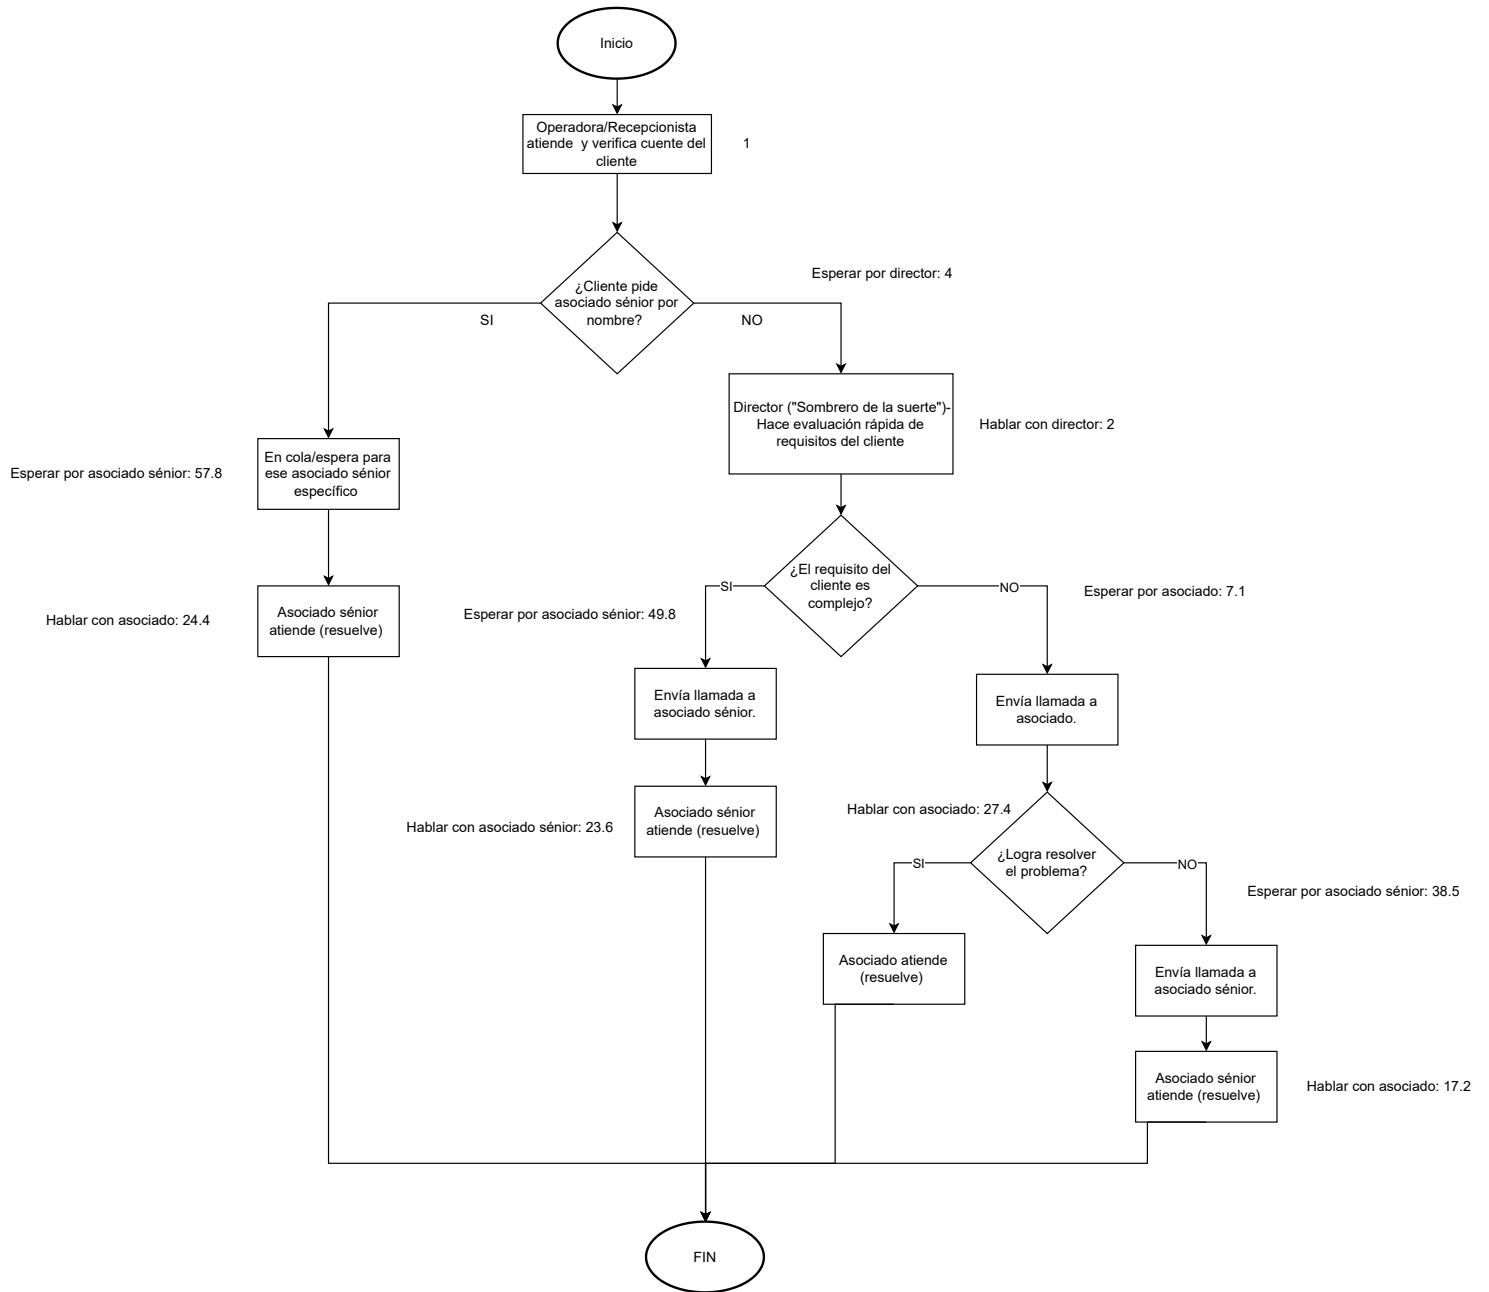 Inicio
Operadora/Recepcionista
atiende y verifica cuente del
cliente
1
¿Cliente pide
asociado sénior por
nombre?
Esperar por director: 4
SI
NO
Director ("Sombrero de la suerte")-
Hace evaluación rápida de
requisitos del cliente
Hablar con director: 2
Esperar por asociado sénior: 57.8
En cola/espera para
ese asociado sénior
específico
Hablar con asociado: 24.4
Asociado sénior
atiende (resuelve)
¿El requisito del
cliente es
complejo?
SI
NO
Esperar por asociado sénior: 49.8
Esperar por asociado: 7.1
Envía llamada a
asociado sénior.
Envía llamada a
asociado.
Hablar con asociado sénior: 23.6
Asociado sénior
atiende (resuelve)
Hablar con asociado: 27.4
¿Logra resolver
el problema?
SI
NO
Esperar por asociado sénior: 38.5
Asociado atiende
(resuelve)
Envía llamada a
asociado sénior.
Asociado sénior
atiende (resuelve)
Hablar con asociado: 17.2
FIN